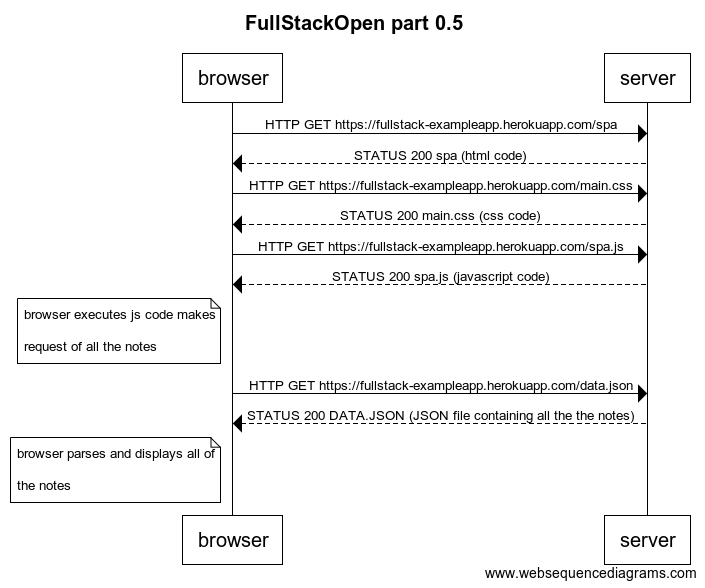 FullStackOpen part 0.5
browser
server
HTTP GET https://fullstack-exampleapp.herokuapp.com/spa
STATUS 200 spa (html code)
HTTP GET https://fullstack-exampleapp.herokuapp.com/main.css
STATUS 200 main.css (css code)
HTTP GET https://fullstack-exampleapp.herokuapp.com/spa.js
STATUS 200 spa.js (javascript code)
browser executes js code makes
request of all the notes
HTTP GET https://fullstack-exampleapp.herokuapp.com/data.json
STATUS 200 DATA.JSON (JSON file containing all the the notes)
browser parses and displays all of
the notes
browser
server
www.websequencediagrams.com